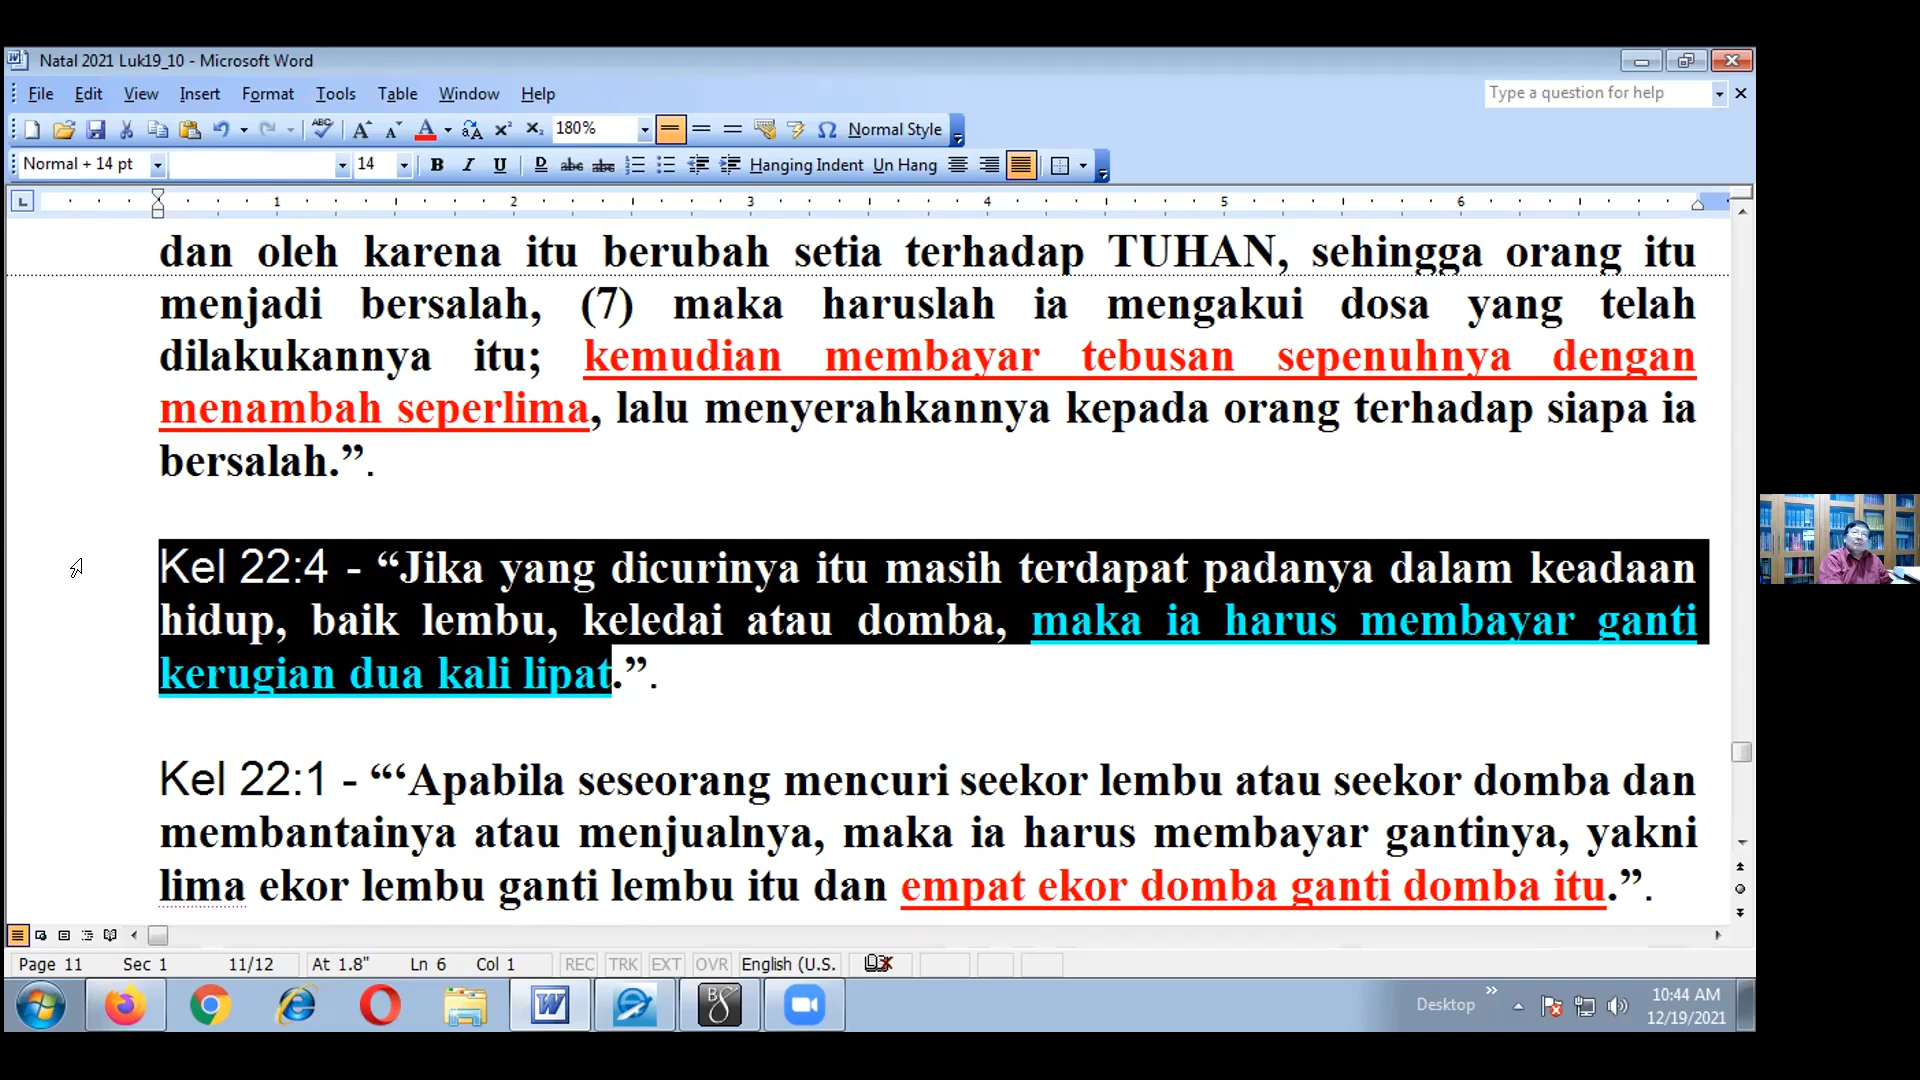 Natal 2021 Luk19_10 - Microsoft Word
File Edit View Insert Format Tools Table Window Help
Type a question for help
180%
Normal Style
Normal + 14 pt
14
Hanging Indent Un Hang
1 2 3 4 5 6
dan oleh karena itu berubah setia terhadap TUHAN, sehingga orang itu
menjadi bersalah, (7) maka haruslah ia mengakui dosa yang telah
dilakukannya itu; kemudian membayar tebusan sepenuhnya dengan
menambah seperlima, lalu menyerahkannya kepada orang terhadap siapa ia
bersalah.”.
Kel 22:4 - “Jika yang dicurinya itu masih terdapat padanya dalam keadaan
hidup, baik lembu, keledai atau domba, maka ia harus membayar ganti
kerugian dua kali lipat.”.
Kel 22:1 - “‘Apabila seseorang mencuri seekor lembu atau seekor domba dan
membantainya atau menjualnya, maka ia harus membayar gantinya, yakni
lima ekor lembu ganti lembu itu dan empat ekor domba ganti domba itu.”.
Page 11 Sec 1 11/12 At 1.8" Ln 6 Col 1 REC TRK EXT OVR English (U.S.
Desktop
10:44 AM
12/19/2021